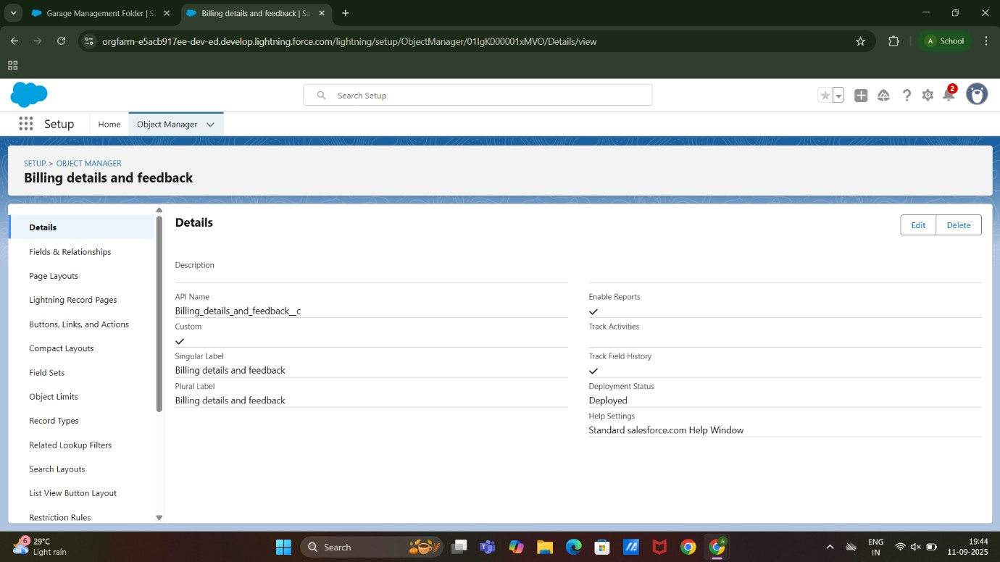 Garage Management Folder | S
Billing details and feedback | Sa
orgfarm-e5acb917ee-dev-ed.develop.lightning.force.com/lightning/setup/ObjectManager/01IgK000001xMVO/Details/view
A School
Search Setup
2
Setup
Home
Object Manager
SETUP > OBJECT MANAGER
Billing details and feedback
Details
Fields & Relationships
Page Layouts
Lightning Record Pages
Buttons, Links, and Actions
Compact Layouts
Field Sets
Object Limits
Record Types
Related Lookup Filters
Search Layouts
List View Button Layout
Restriction Rules
Details
Edit
Delete
Description
API Name
Billing_details_and_feedback__c
Custom
Singular Label
Billing details and feedback
Plural Label
Billing details and feedback
Enable Reports
Track Activities
Track Field History
Deployment Status
Deployed
Help Settings
Standard salesforce.com Help Window
6
29°C
Light rain
Search
A
ENG
IN
19:44
11-09-2025